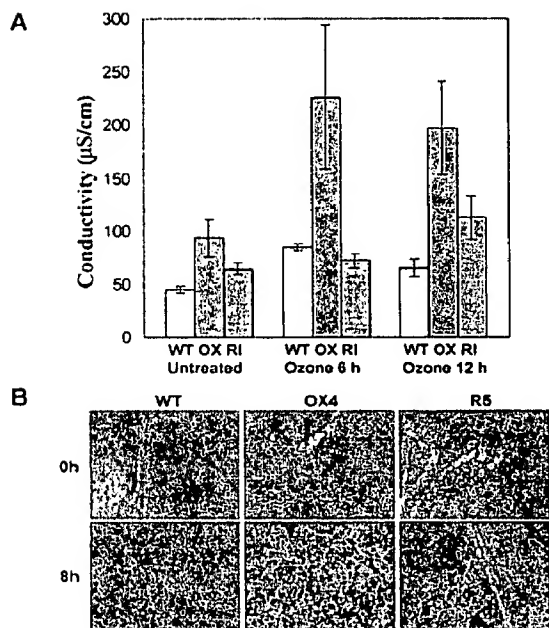 A
Conductivity (µS/cm)
300
250
200
150
100
50
0
WT OX RI WT OX RI WT OX RI
Untreated Ozone 6 h Ozone 12 h
B
WT OX4 R5
0h
8h